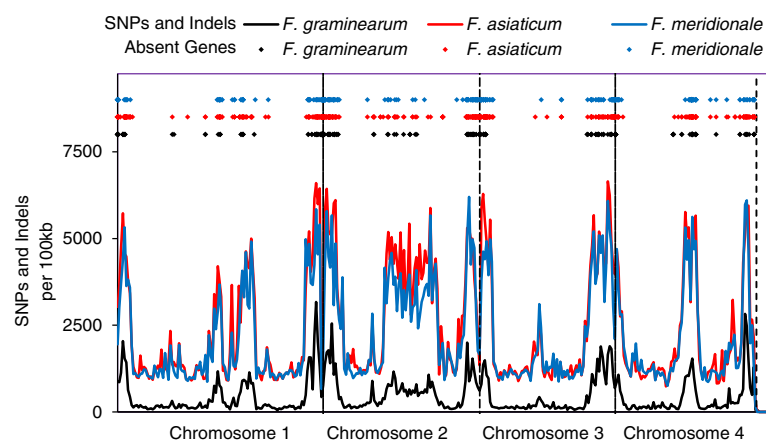 SNPs and Indels F. graminearum F. asiaticum F. meridionale
Absent Genes F. graminearum F. asiaticum F. meridionale
7500
5000
2500
0
SNPs and Indels
per 100kb
Chromosome 1 Chromosome 2 Chromosome 3 Chromosome 4